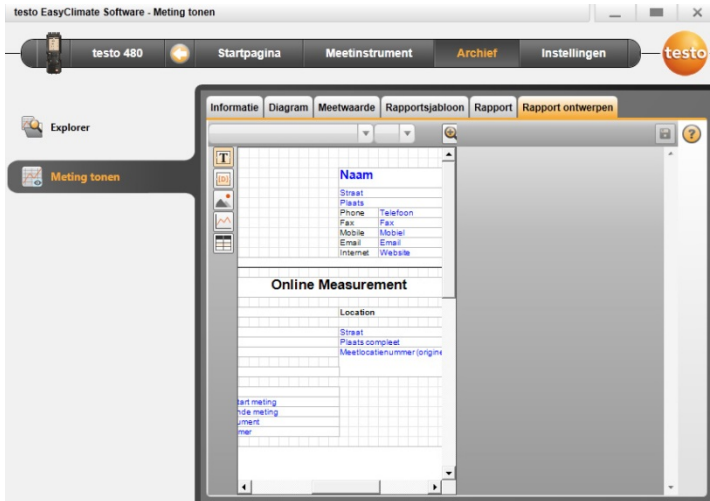 testo EasyClimate Software - Meting tonen
testo 480
Startpagina
Meetinstrument
Archief
Instellingen
testo
Explorer
Meting tonen
Informatie
Diagram
Meetwaarde
Rapportsjabloon
Rapport
Rapport ontwerpen
?
T
{D}
Naam
Straat
Plaats
Phone Telefoon
Fax Fax
Mobile Mobiel
Email Email
Internet Website
Online Measurement
Location
Straat
Plaats compleet
Meetlocatienummer (origine
tart meting
nde meting
ument
mer